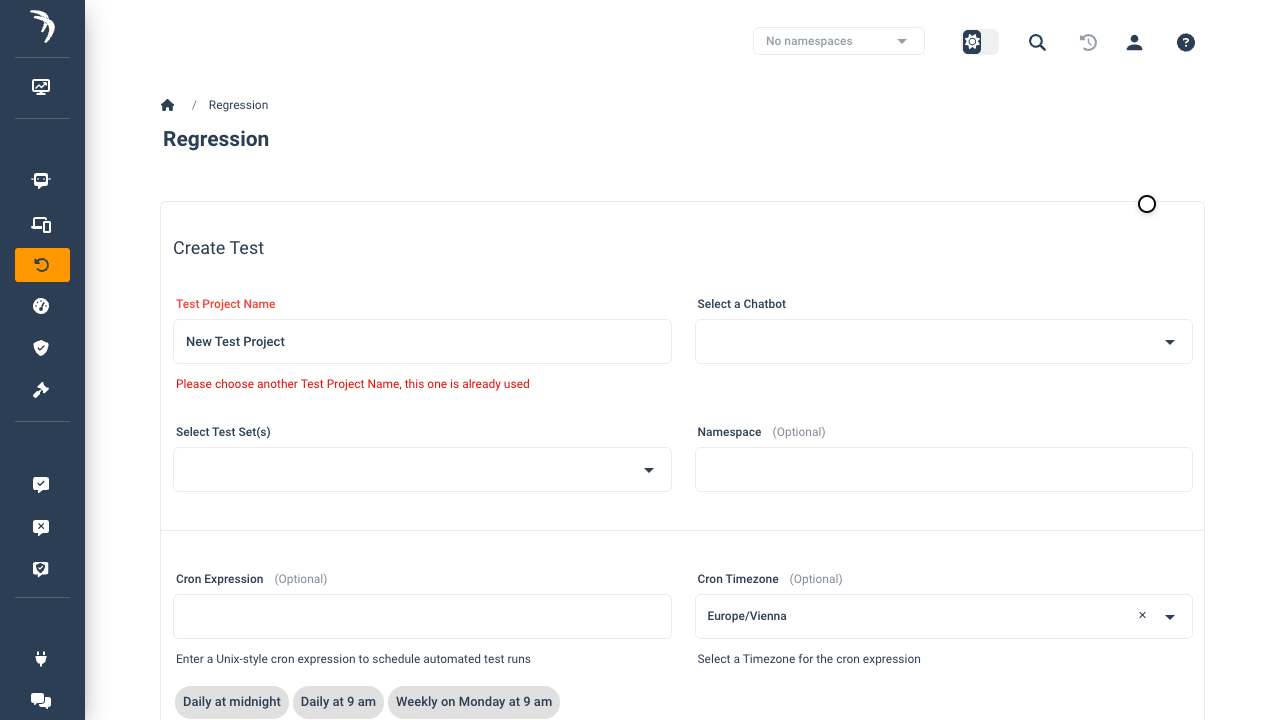 No namespaces
/ Regression
Regression
Create Test
Test Project Name
Select a Chatbot
New Test Project
Please choose another Test Project Name, this one is already used
Select Test Set(s)
Namespace (Optional)
Cron Expression (Optional)
Cron Timezone (Optional)
Europe/Vienna
Enter a Unix-style cron expression to schedule automated test runs
Select a Timezone for the cron expression
Daily at midnight Daily at 9 am Weekly on Monday at 9 am